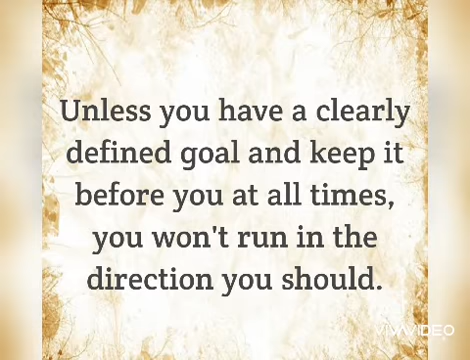 Unless you have a clearly
defined goal and keep it
before you at all times,
you won't run in the
direction you should.
VIVAVIDEO